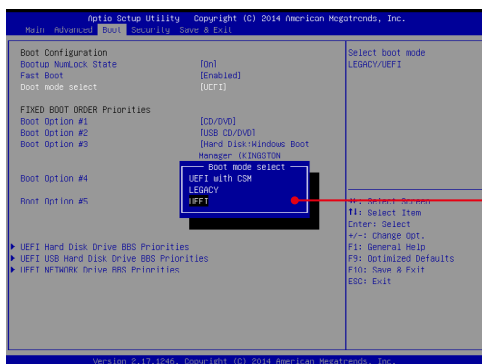 Aptio Setup Utility Copyright (C) 2014 American Megatrends, Inc.
Main Advanced Boot Security Save & Exit
Boot Configuration
Bootup NumLock State [On]
Fast Boot [Enabled]
Boot mode select [UEFI]
FIXED BOOT ORDER Priorities
Boot Option #1 [CD/DVD]
Boot Option #2 [USB CD/DVD]
Boot Option #3 [Hard Disk:Windows Boot
Manager (KINGSTON
Boot Option #4
Boot Option #5
Boot mode select
UEFI with CSM
LEGACY
UEFI
UEFI Hard Disk Drive BBS Priorities
UEFI USB Hard Disk Drive BBS Priorities
UEFI NETWORK Drive BBS Priorities
Select boot mode
LEGACY/UEFI
: Select Screen
↑↓: Select Item
Enter: Select
+/-: Change Opt.
F1: General Help
F9: Optimized Defaults
F10: Save & Exit
ESC: Exit
Version 2.17.1246. Copyright (C) 2014 American Megatrends, Inc.